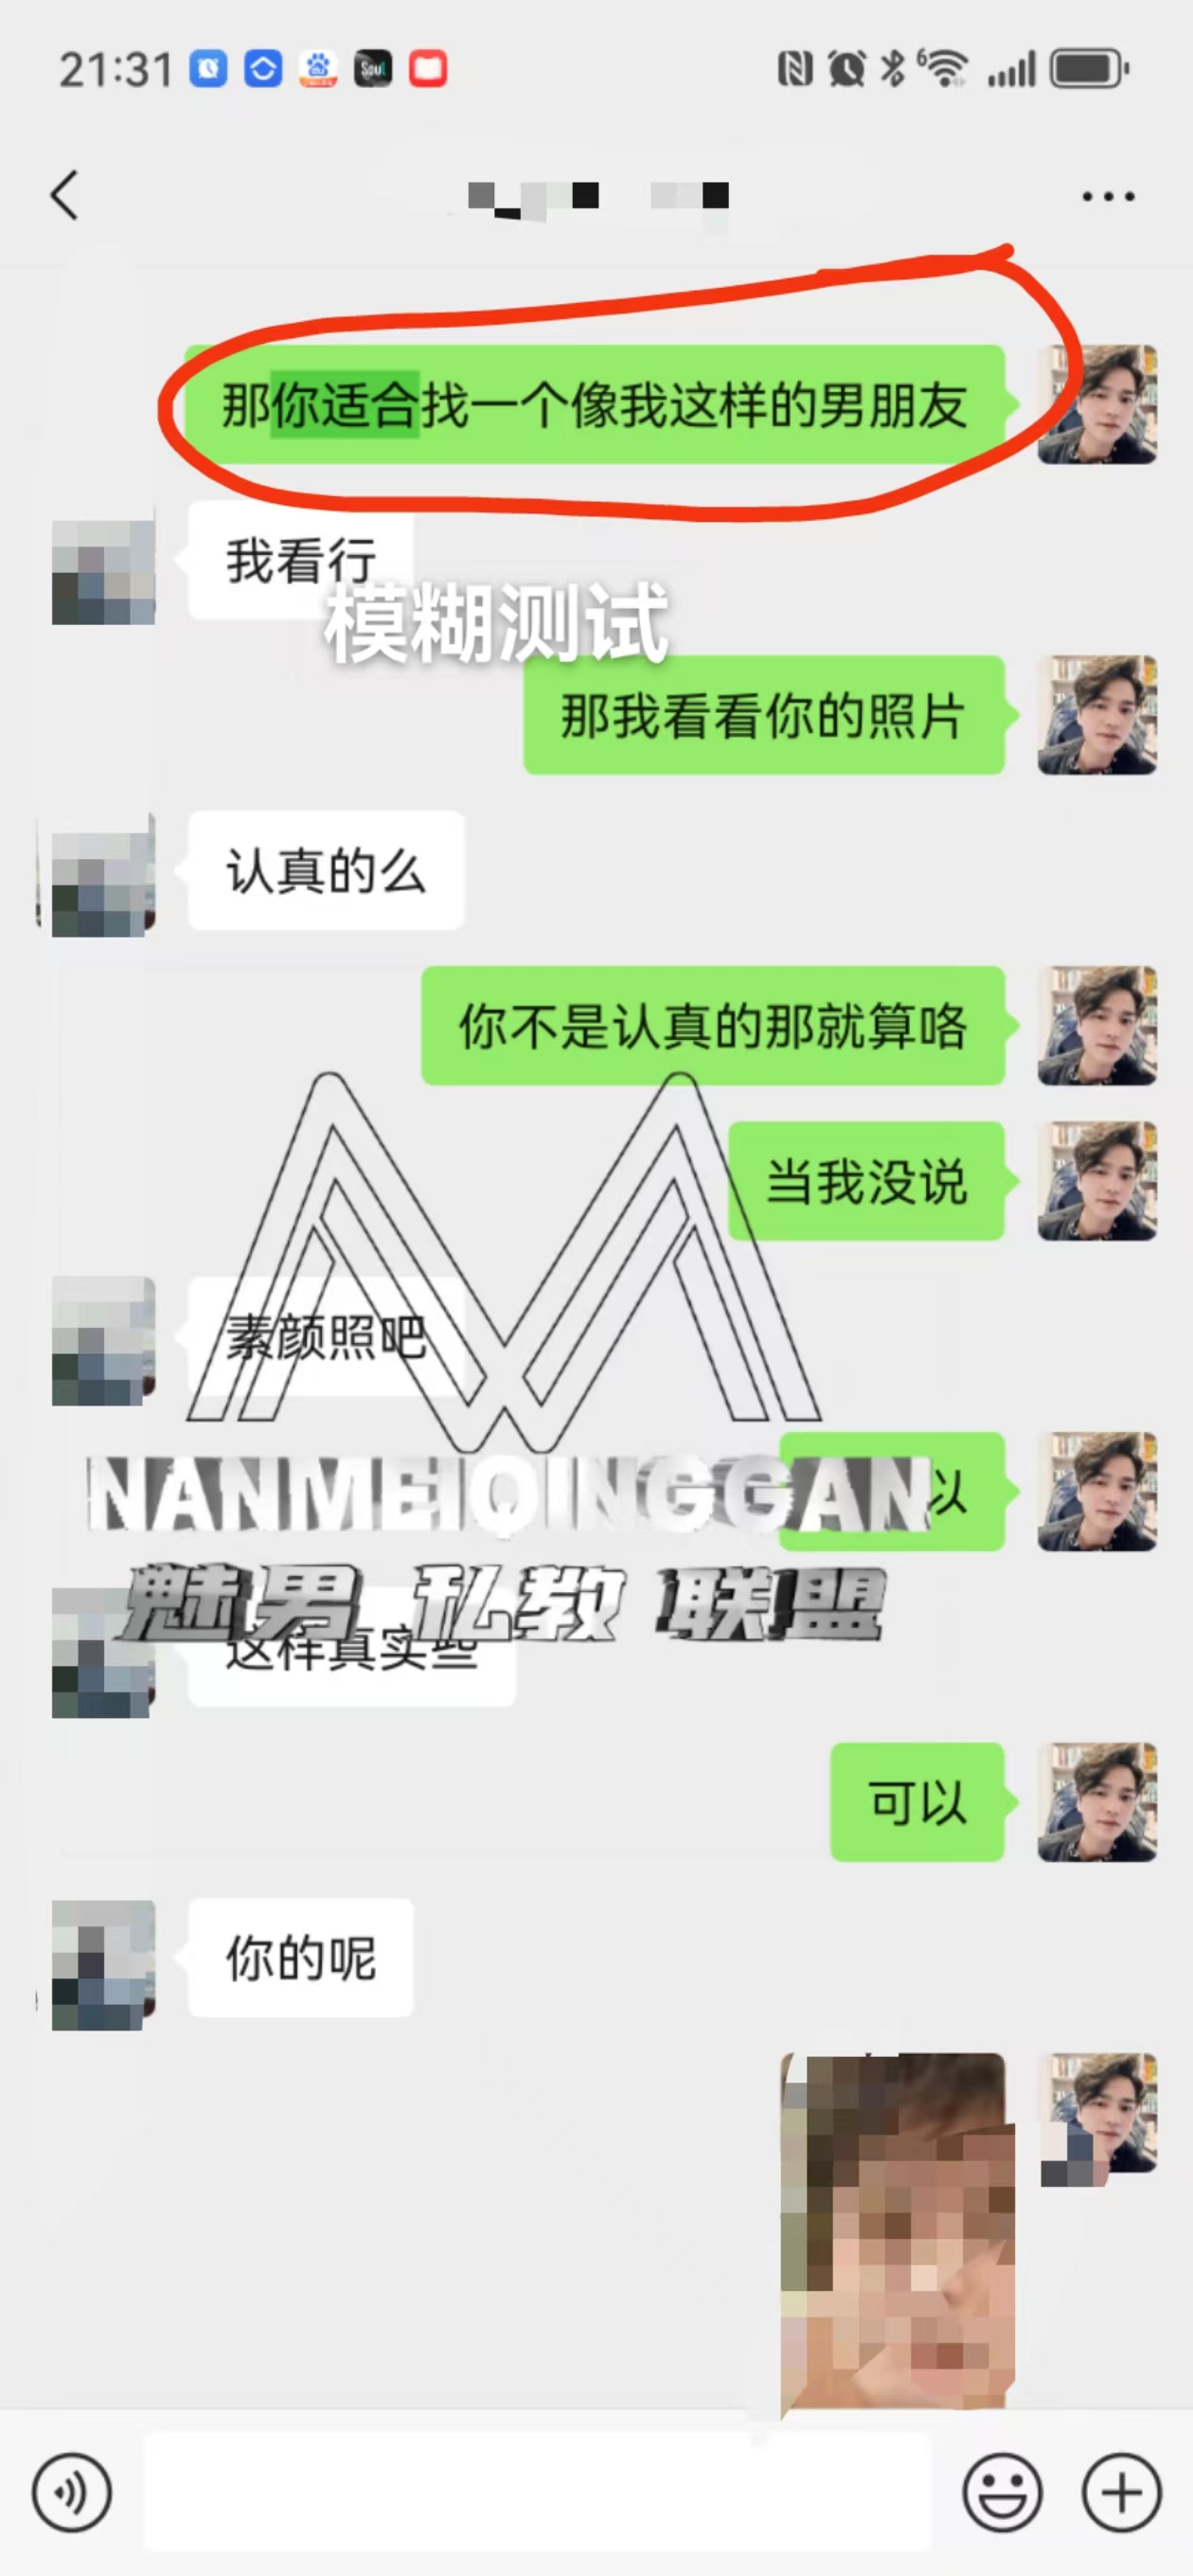 21:31
Soul
6
那你适合找一个像我这样的男朋友
我看行
模糊测试
那我看看你的照片
认真的么
你不是认真的那就算咯
当我没说
素颜照吧
以
NANMEIQINGGAN
魅男 私教 联盟
这样真实些
可以
你的呢